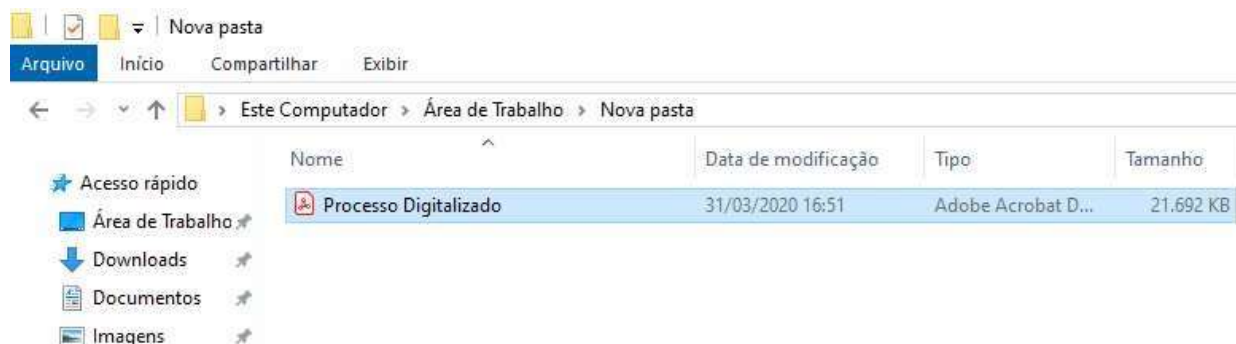 Nova pasta
Arquivo Início Compartilhar Exibir
Este Computador > Área de Trabalho > Nova pasta
Nome Data de modificação Tipo Tamanho
Acesso rápido
Processo Digitalizado 31/03/2020 16:51 Adobe Acrobat D... 21.692 KB
Área de Trabalho
Downloads
Documentos
Imagens